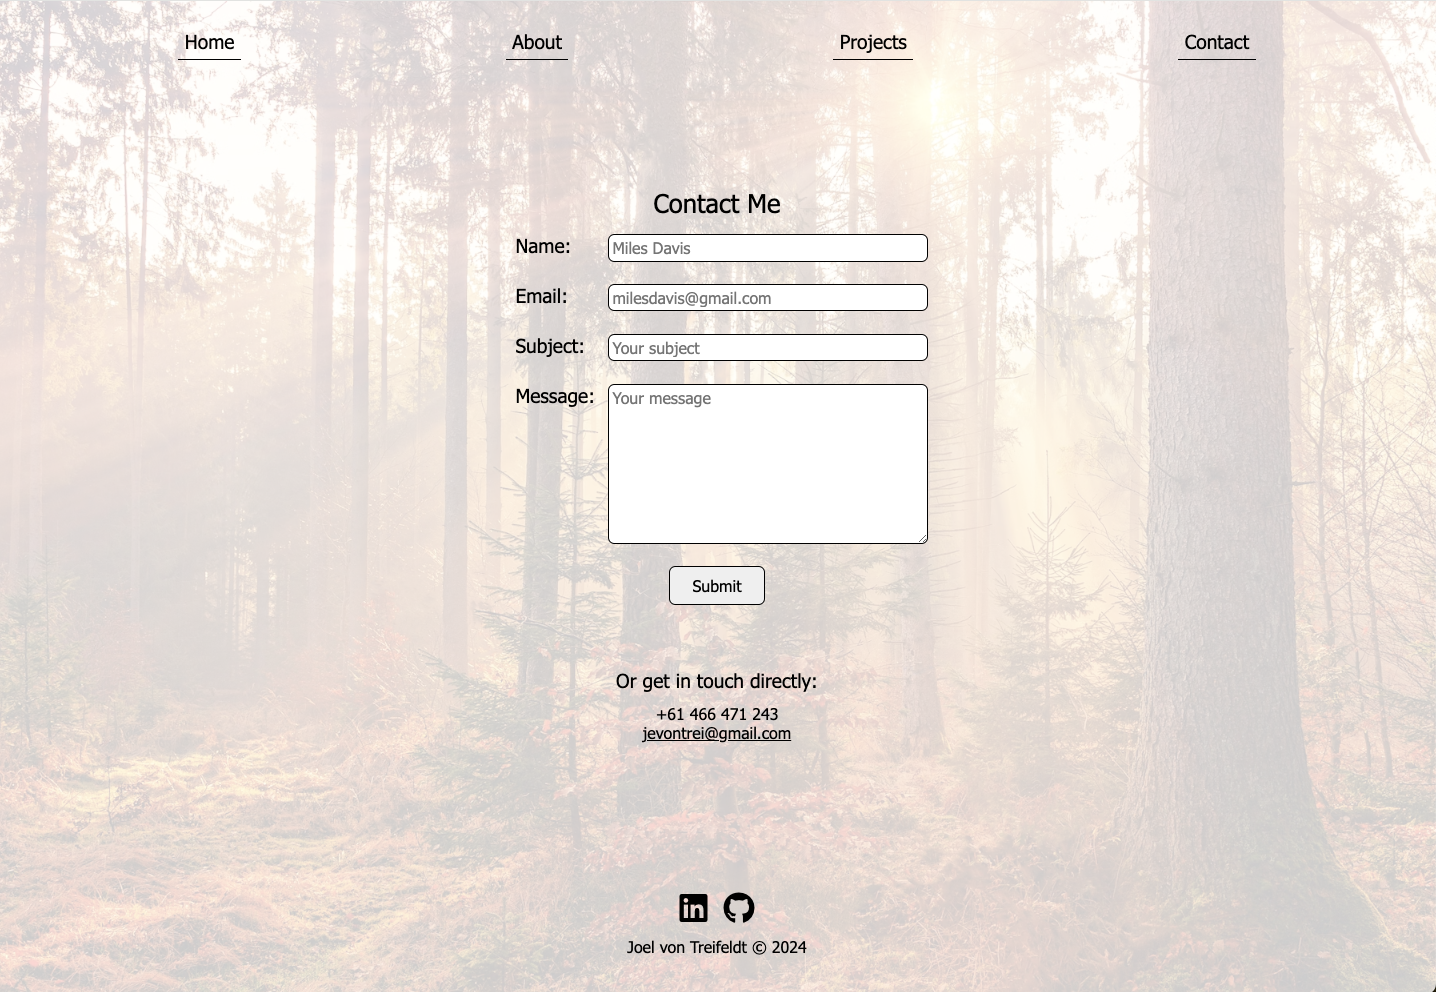 Home About Projects Contact
Contact Me
Name: Miles Davis
Email: milesdavis@gmail.com
Subject: Your subject
Message: Your message
Submit
Or get in touch directly:
+61 466 471 243
jevontrei@gmail.com
in
Joel von Treifeldt © 2024